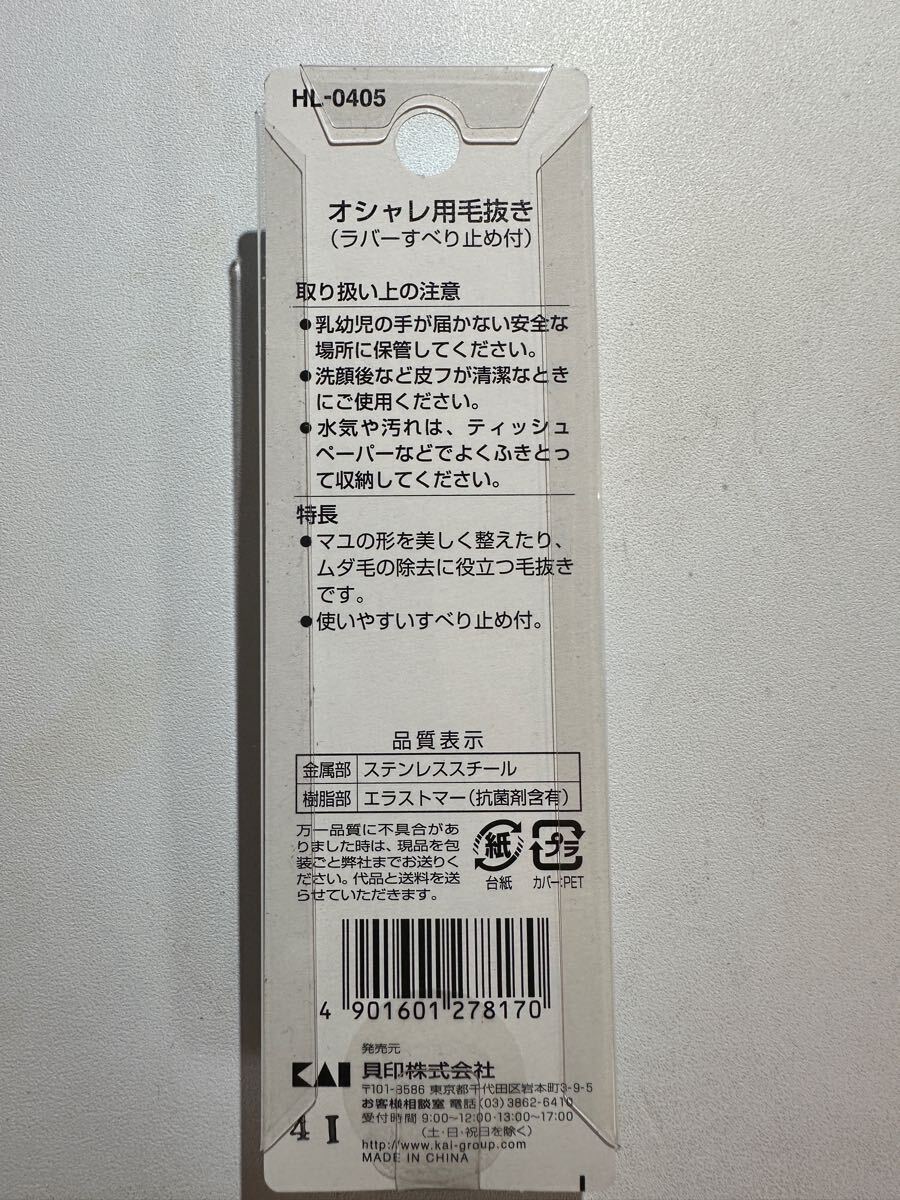 HL-0405
オシャレ用毛抜き
(ラバーすべり止め付)
取り扱い上の注意
●乳幼児の手が届かない安全な
場所に保管してください。
●洗顔後など皮フが清潔なとき
にご使用ください。
●水気や汚れは、ティッシュ
ペーパーなどでよくふきとっ
て収納してください。
特長
●マユの形を美しく整えたり、
ムダ毛の除去に役立つ毛抜き
です。
●使いやすいすべり止め付。
品質表示
金属部 ステンレススチール
樹脂部 エラストマー(抗菌剤含有)
万一品質に不具合があ
りました時は、現品を包
装ごと弊社までお送りく
ださい。代品と送料を送
らせていただきます。
紙 プラ
台紙 カバー:PET
4 901601 278170
発売元
KAI 貝印株式会社
〒101-8586 東京都千代田区岩本町3-9-5
お客様相談室 電話(03)3862-6410
受付時間 9:00~12:00・13:00~17:00
(土・日・祝日を除く)
4 I
http://www.kai-group.com
MADE IN CHINA